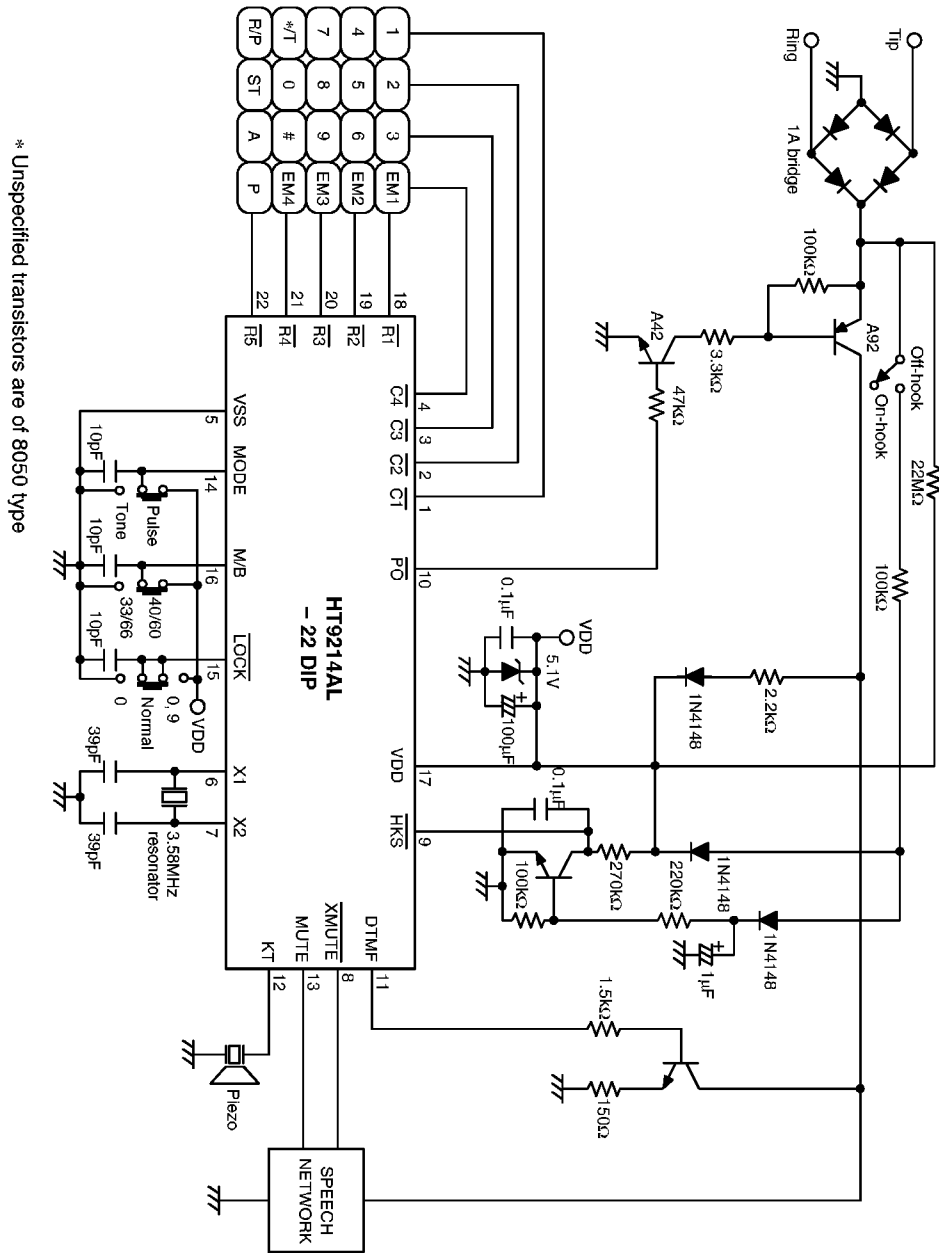 Tip
Ring
1A bridge
100kΩ
A92
Off-hook
On-hook
22MΩ
100kΩ
3.3kΩ
A42
47kΩ
VDD
5.1V
0.1µF
100µF
2.2kΩ
1N4148
0.1µF
270kΩ
1N4148
220kΩ
1N4148
100kΩ
1µF
1.5kΩ
150Ω
1
2
3
EM1
4
5
6
EM2
7
8
9
EM3
*/T
0
#
EM4
R/P
ST
A
P
18
19
20
21
22
R1
R2
R3
R4
R5
C4
C3
C2
C1
PO
VDD
HKS
4
3
2
1
10
17
9
HT9214AL
– 22 DIP
VSS
MODE
M/B
LOCK
X1
X2
5
14
16
15
6
7
DTMF
XMUTE
MUTE
KT
11
8
13
12
10pF
Tone
Pulse
10pF
33/66
40/60
10pF
0
Normal
0, 9
VDD
39pF
39pF
3.58MHz
resonator
Piezo
SPEECH
NETWORK
* Unspecified transistors are of 8050 type